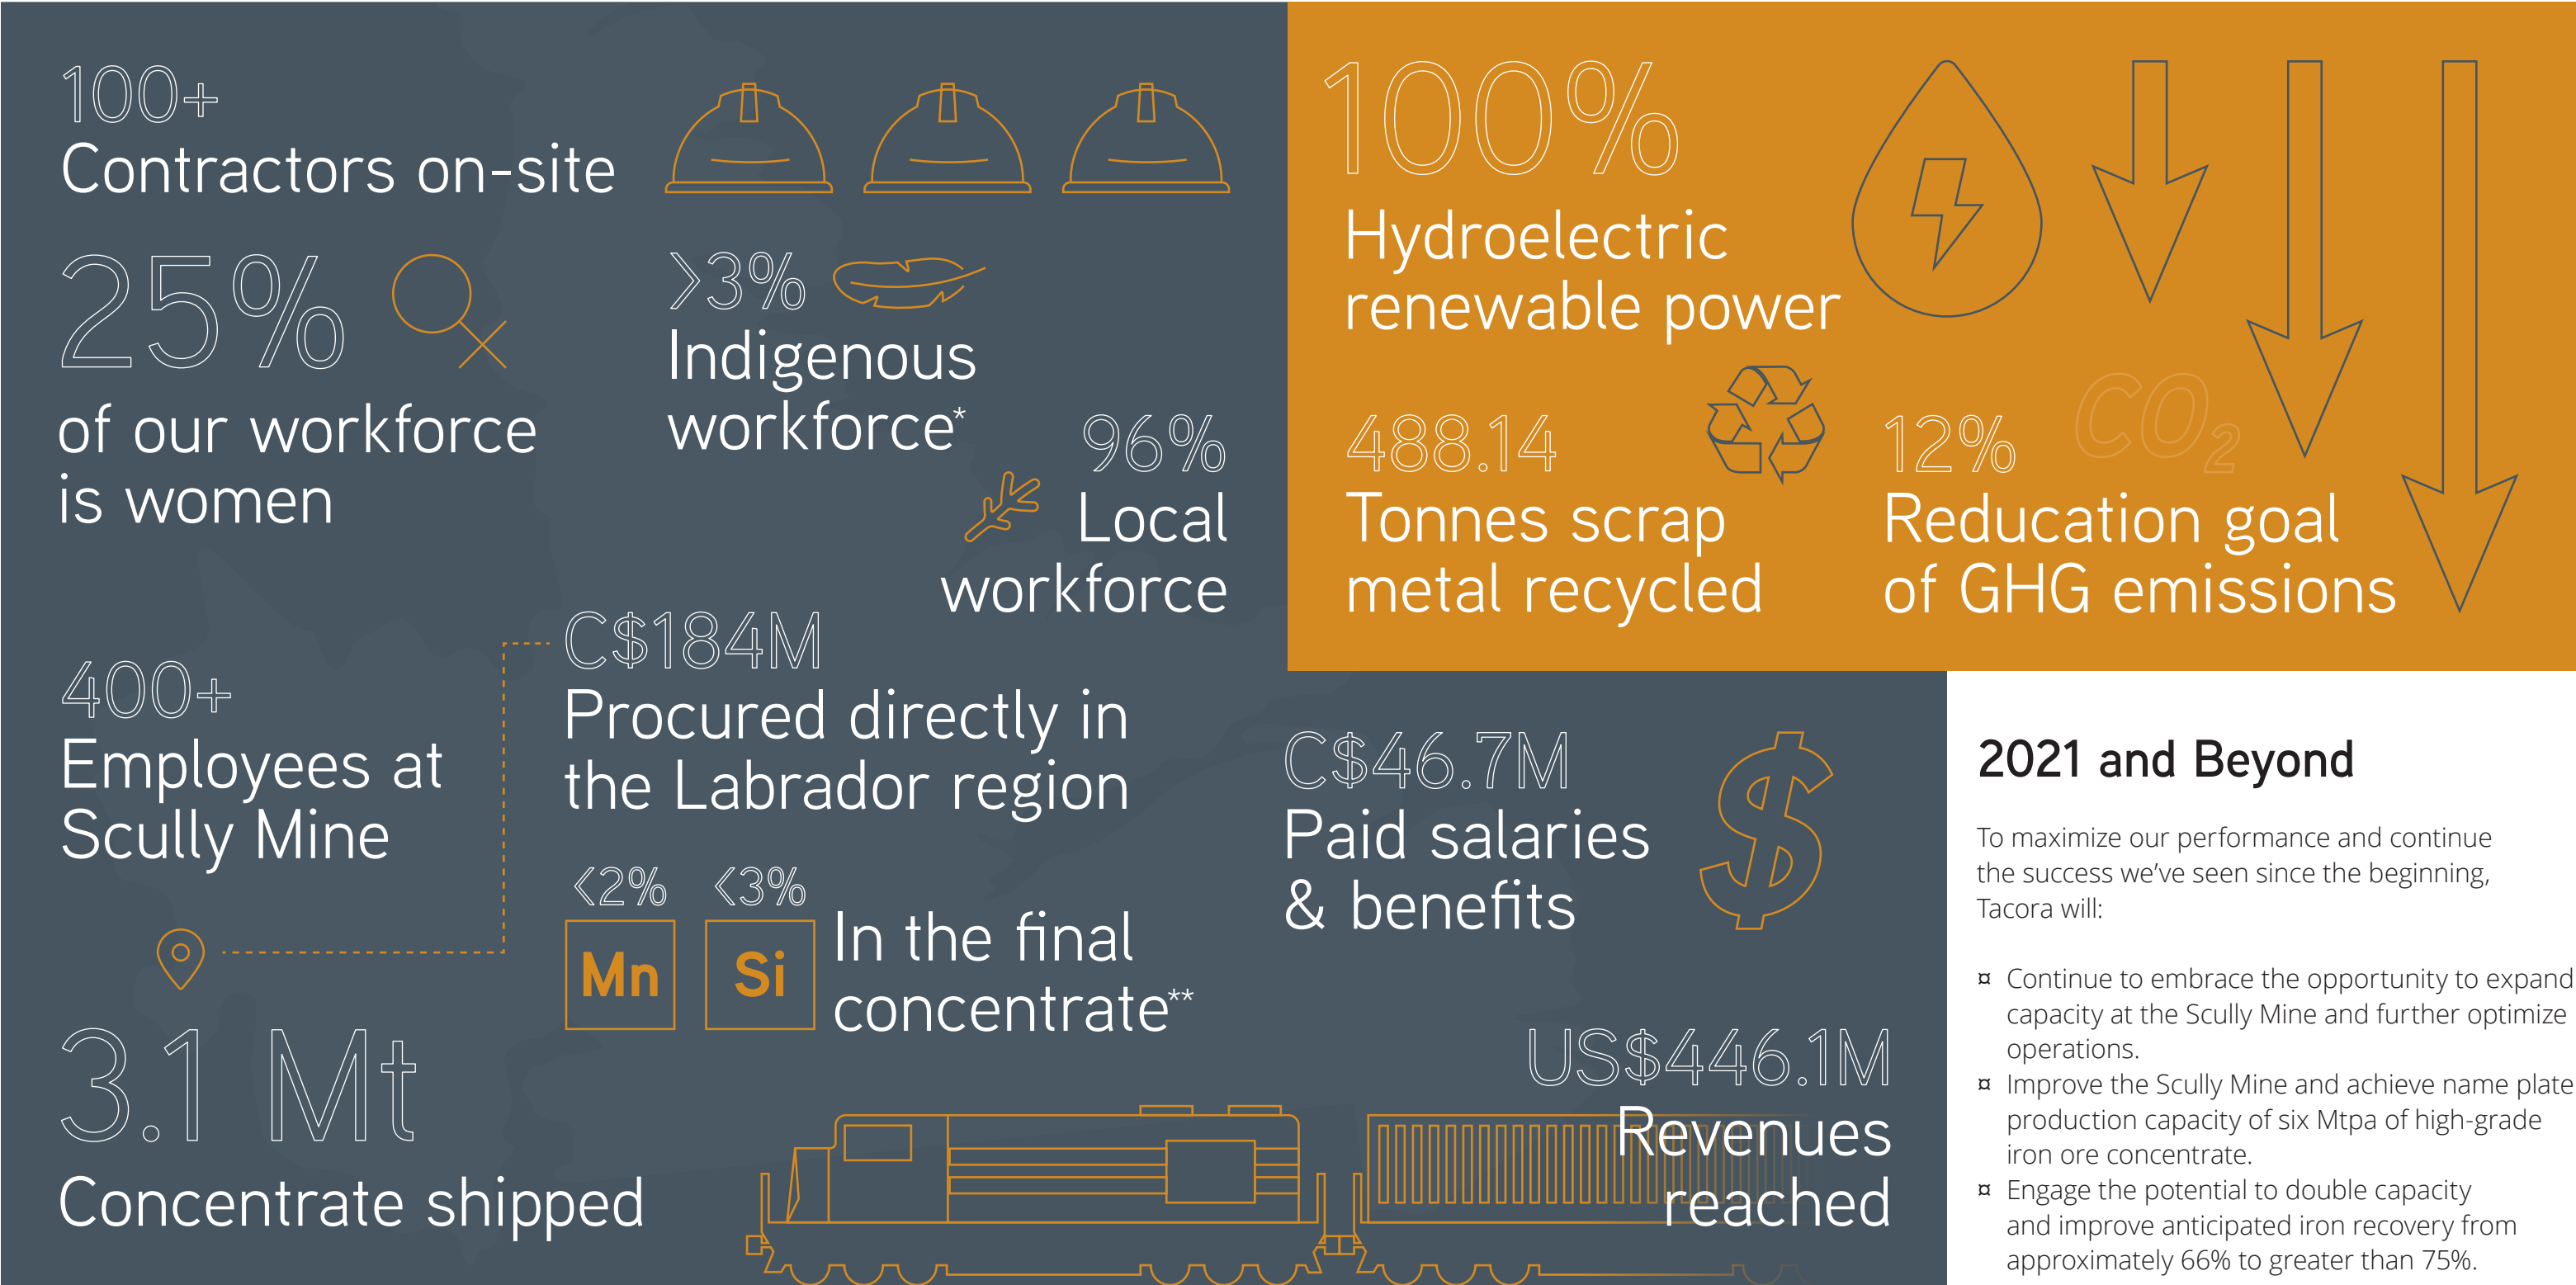 100+
Contractors on-site
25%
of our workforce
is women
>3%
Indigenous
workforce*
96%
Local
workforce
400+
Employees at
Scully Mine
C$184M
Procured directly in
the Labrador region
<2% <3%
Mn Si
In the final
concentrate**
3.1 Mt
Concentrate shipped
100%
Hydroelectric
renewable power
488.14
Tonnes scrap
metal recycled
CO₂
12%
Reducation goal
of GHG emissions
C$46.7M
Paid salaries
& benefits
$
US$446.1M
Revenues
reached
2021 and Beyond
To maximize our performance and continue
the success we’ve seen since the beginning,
Tacora will:
¤ Continue to embrace the opportunity to expand
capacity at the Scully Mine and further optimize
operations.
¤ Improve the Scully Mine and achieve name plate
production capacity of six Mtpa of high-grade
iron ore concentrate.
¤ Engage the potential to double capacity
and improve anticipated iron recovery from
approximately 66% to greater than 75%.